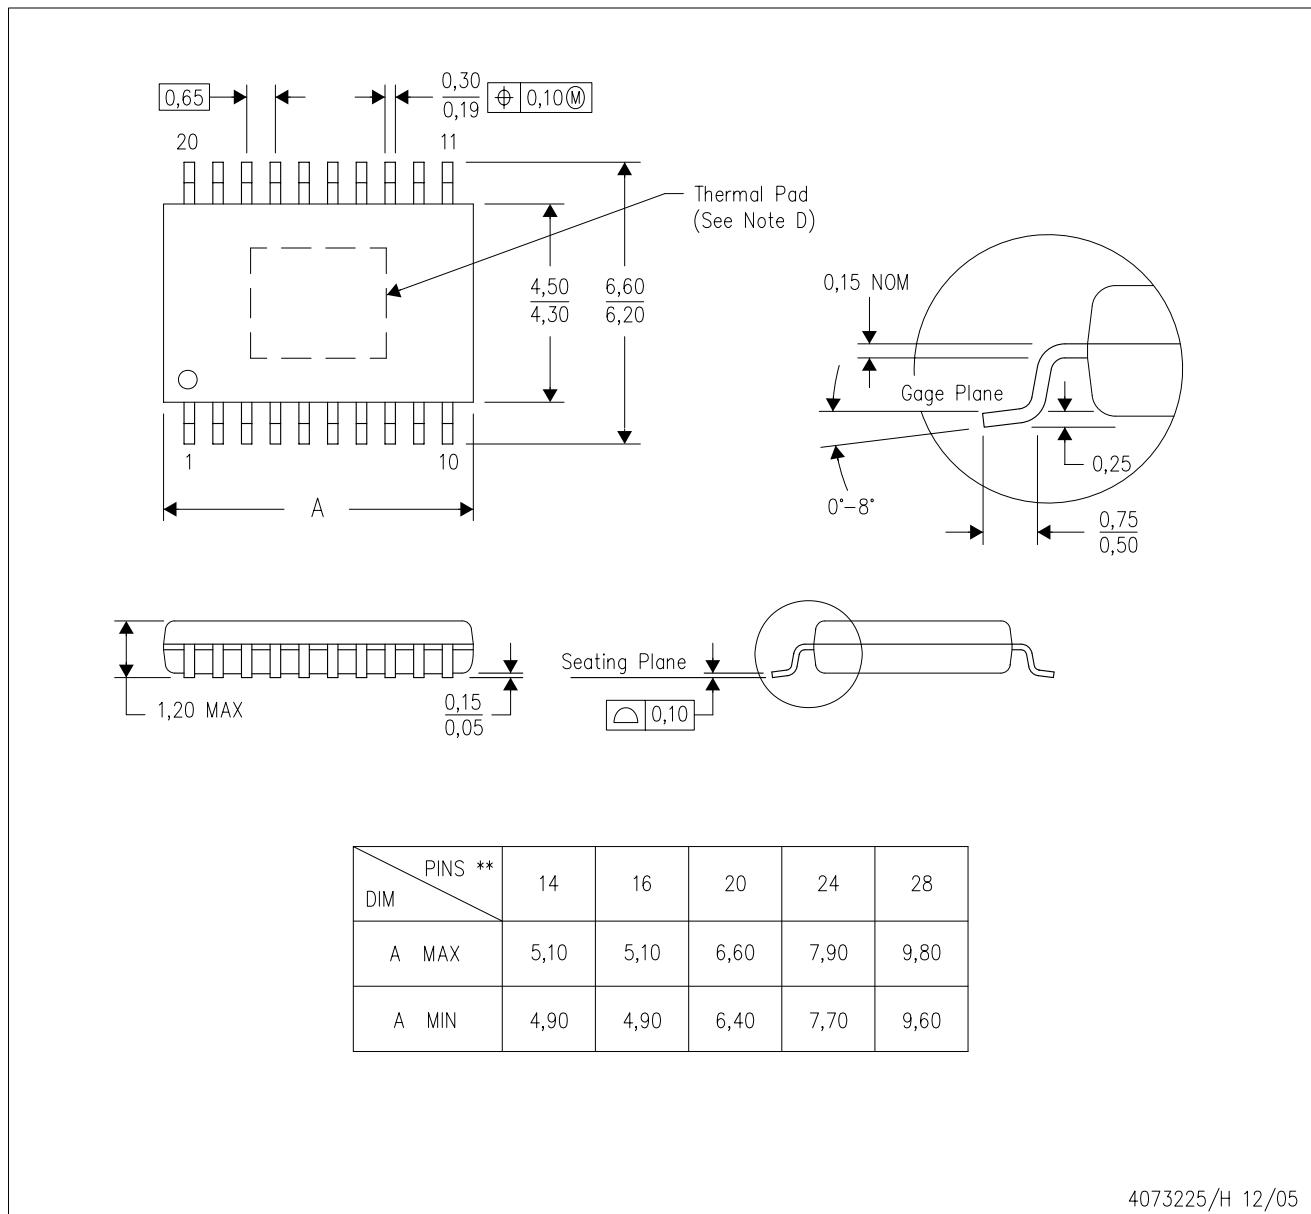 0,65
0,30
0,19
0,10 Ⓜ
20
11
Thermal Pad
(See Note D)
4,50
4,30
6,60
6,20
1
10
A
0,15 NOM
Gage Plane
0,25
0°–8°
0,75
0,50
1,20 MAX
0,15
0,05
Seating Plane
0,10
PINS **
DIM
14 16 20 24 28
A MAX 5,10 5,10 6,60 7,90 9,80
A MIN 4,90 4,90 6,40 7,70 9,60
4073225/H 12/05